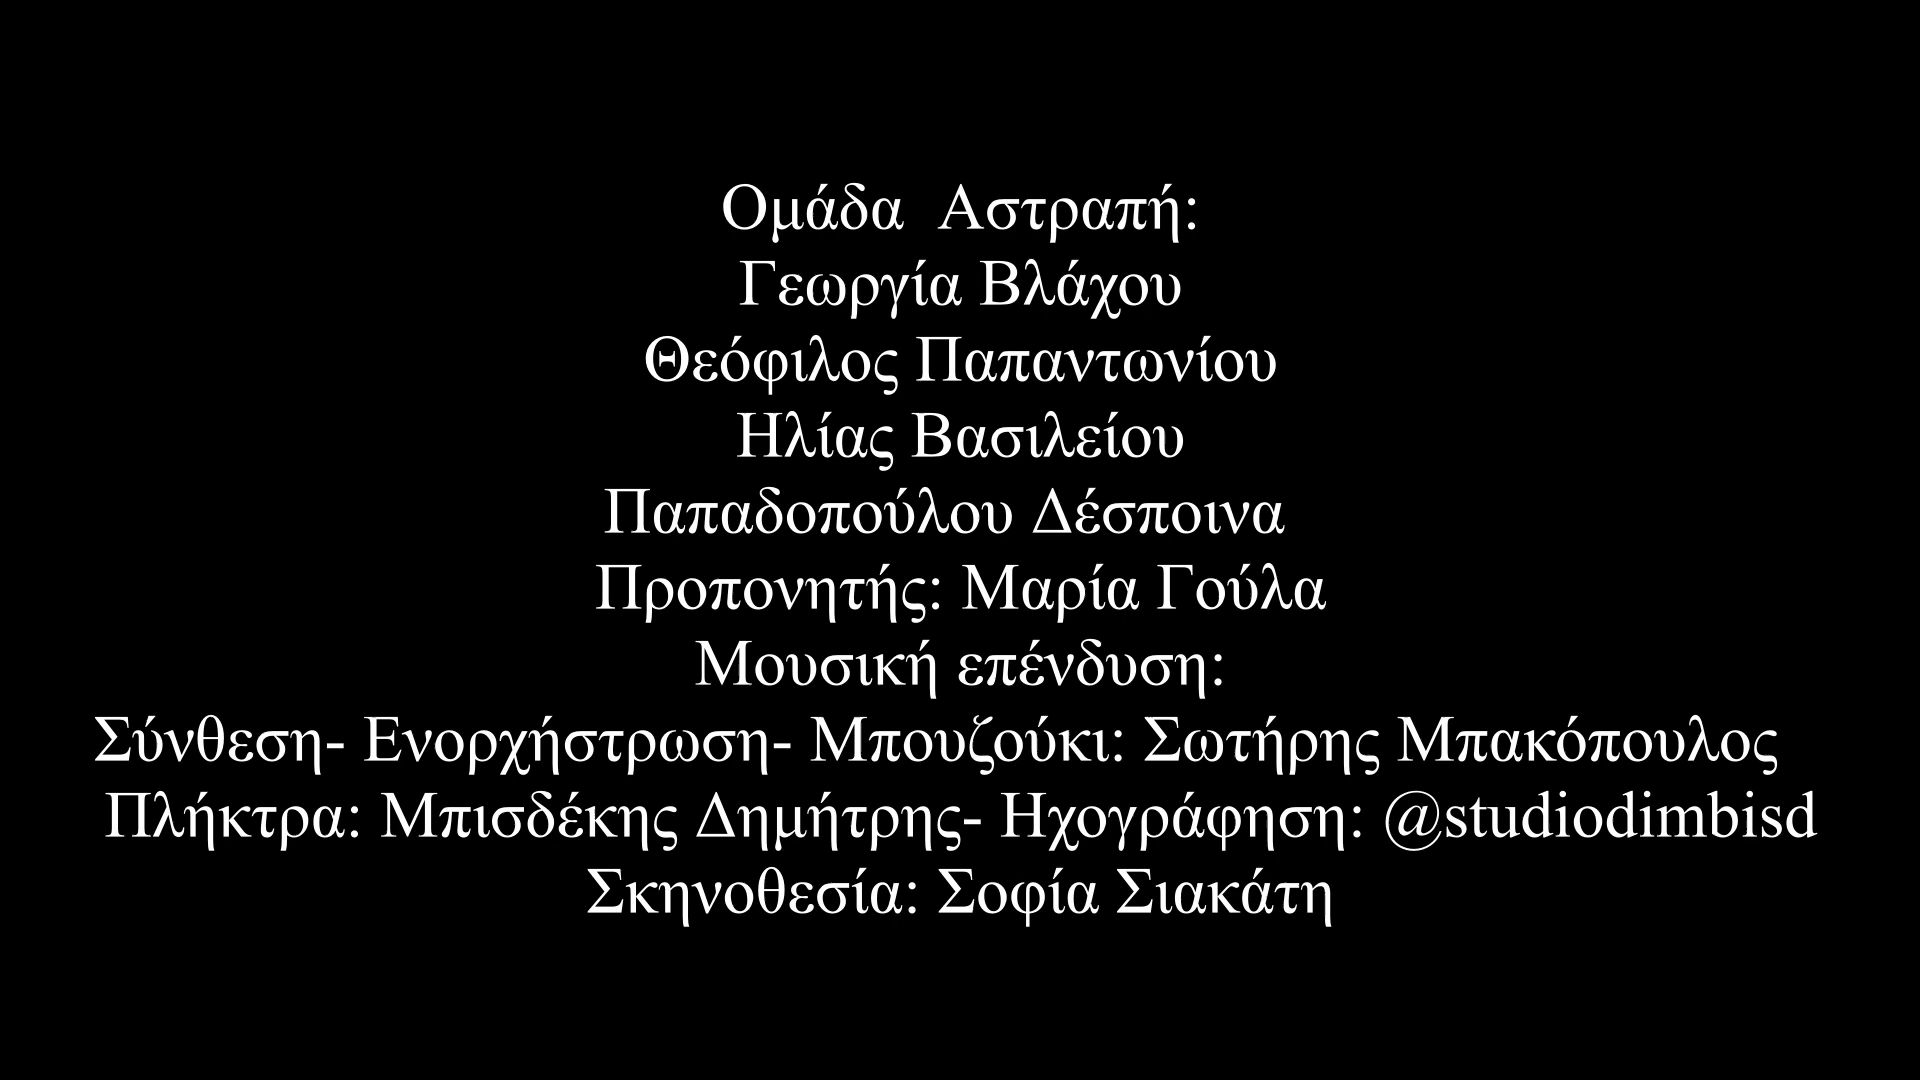 Ομάδα  Αστραπή:
Γεωργία Βλάχου
Θεόφιλος Παπαντωνίου
Ηλίας Βασιλείου
Παπαδοπούλου Δέσποινα
Προπονητής: Μαρία Γούλα
Μουσική επένδυση:
Σύνθεση- Ενορχήστρωση- Μπουζούκι: Σωτήρης Μπακόπουλος
Πλήκτρα: Μπισδέκης Δημήτρης- Ηχογράφηση: @studiodimbisd
Σκηνοθεσία: Σοφία Σιακάτη